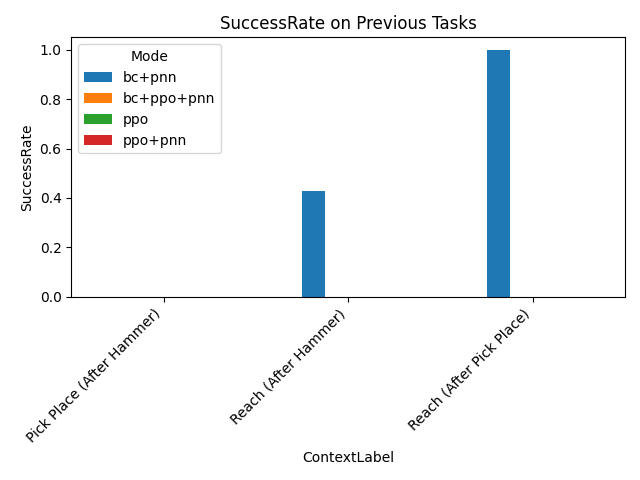 SuccessRate on Previous Tasks
SuccessRate
1.0
0.8
0.6
0.4
0.2
0.0
Mode
bc+pnn
bc+ppo+pnn
ppo
ppo+pnn
Pick Place (After Hammer)
Reach (After Hammer)
Reach (After Pick Place)
ContextLabel